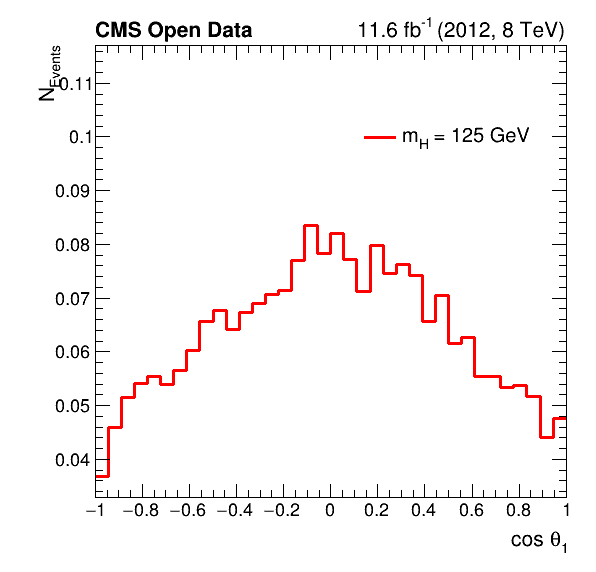 CMS Open Data 11.6 fb⁻¹ (2012, 8 TeV)
N_Events
0.11
0.1
m_H = 125 GeV
0.09
0.08
0.07
0.06
0.05
0.04
−1 −0.8 −0.6 −0.4 −0.2 0 0.2 0.4 0.6 0.8 1
cos θ₁